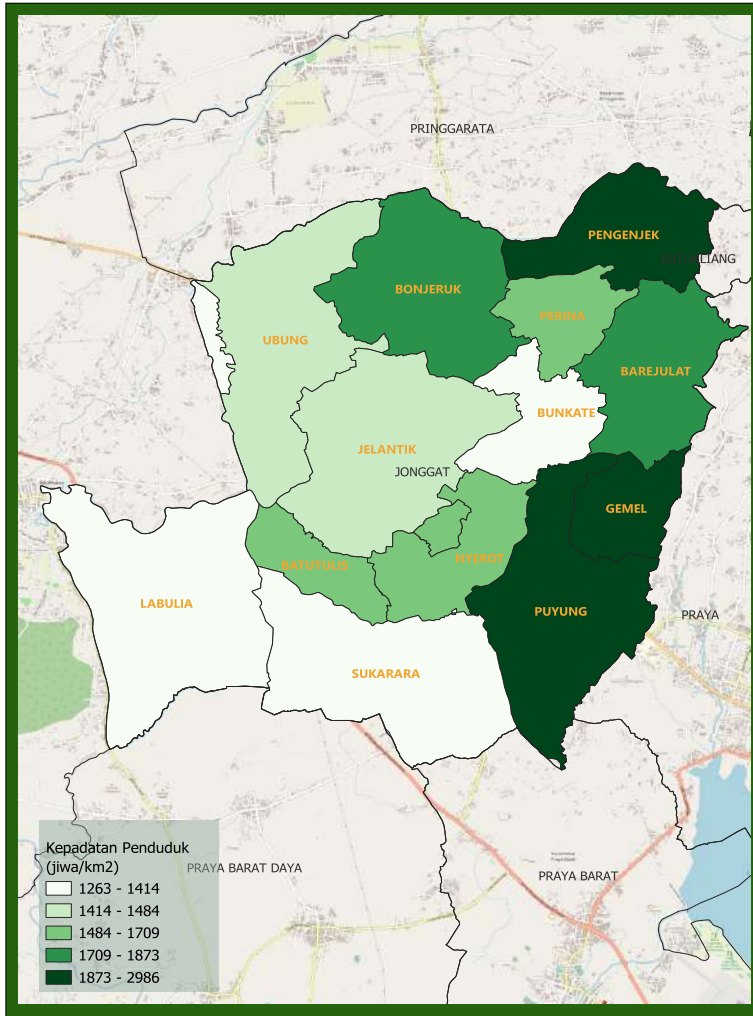 PRINGGARATA
PENGENJEK
BONJERUK
PERINA
UBUNG
BAREJULAT
BUNKATE
JELANTIK
JONGGAT
GEMEL
NYEROT
BATUTULIS
LABULIA
PUYUNG
PRAYA
SUKARARA
Kepadatan Penduduk
(jiwa/km2)
1263 - 1414
1414 - 1484
1484 - 1709
1709 - 1873
1873 - 2986
PRAYA BARAT DAYA
PRAYA BARAT